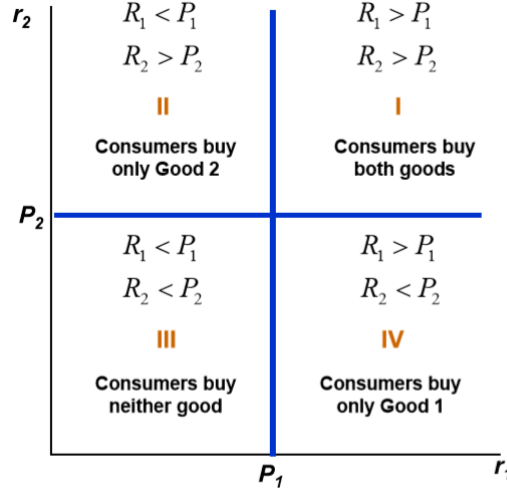 r₂
R₁ < P₁
R₂ > P₂
II
Consumers buy
only Good 2
R₁ > P₁
R₂ > P₂
I
Consumers buy
both goods
P₂
R₁ < P₁
R₂ < P₂
III
Consumers buy
neither good
R₁ > P₁
R₂ < P₂
IV
Consumers buy
only Good 1
P₁
r₁